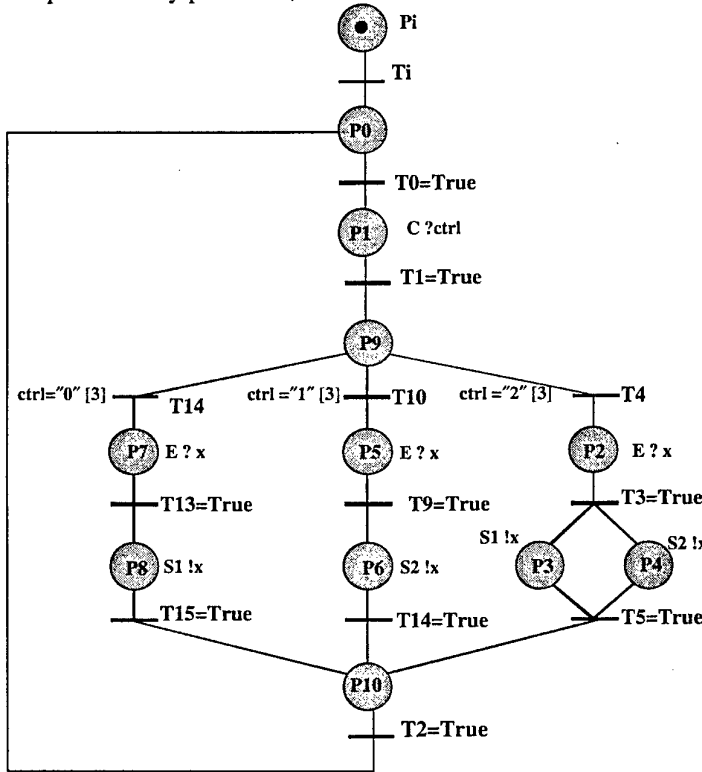 Pi
Ti
P0
T0=True
P1 C ?ctrl
T1=True
P9
ctrl="0" [3] T14 ctrl ="1" [3] T10 ctrl ="2" [3] T4
P7 E ? x P5 E ? x P2 E ? x
T13=True T9=True T3=True
S1 !x S2 !x
P8 S1 !x P6 S2 !x P3 P4
T15=True T14=True T5=True
P10
T2=True